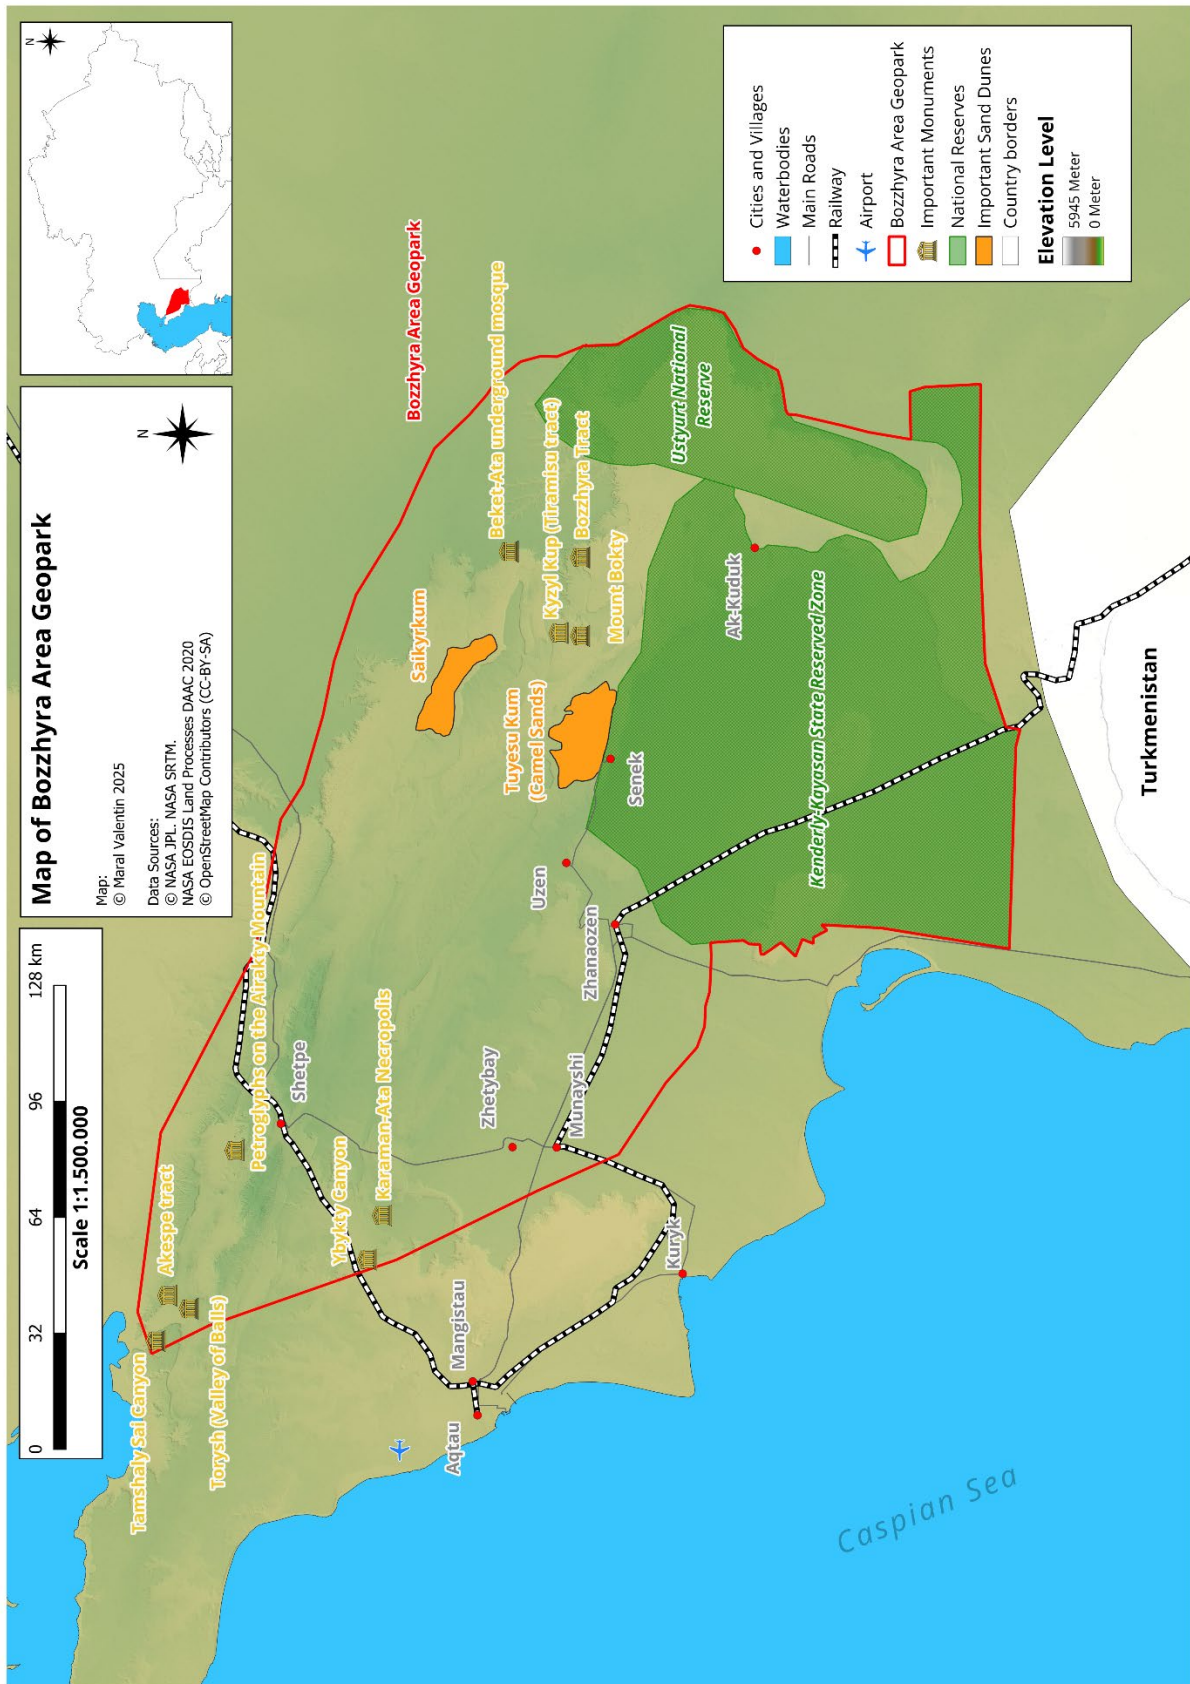 Map of Bozzhyra Area Geopark
Map:
© Maral Valentin 2025
Data Sources:
© NASA JPL. NASA SRTM.
NASA EOSDIS Land Processes DAAC 2020
© OpenStreetMap Contributors (CC-BY-SA)
N
N
0 32 64 96 128 km
Scale 1:1.500.000
Tamshaly Sai Canyon
Akespe tract
Torysh (Valley of Balls)
Petroglyphs on the Airakty Mountain
Shetpe
Ybykty Canyon
Karaman-Ata Necropolis
Bozzhyra Area Geopark
Saikyrkum
Beket-Ata underground mosque
Aqtau
Mangistau
Zhetybay
Uzen
Tuyesu Kum
(Camel Sands)
Kyzyl Kup (Tiramisu tract)
Bozzhyra Tract
Munayshi
Zhanaozen
Senek
Mount Bokty
Kuryk
Ustyurt National
Reserve
Ak-Kuduk
Kenderly-Kayasan State Reserved Zone
Caspian Sea
Turkmenistan
Cities and Villages
Waterbodies
Main Roads
Railway
Airport
Bozzhyra Area Geopark
Important Monuments
National Reserves
Important Sand Dunes
Country borders
Elevation Level
5945 Meter
0 Meter